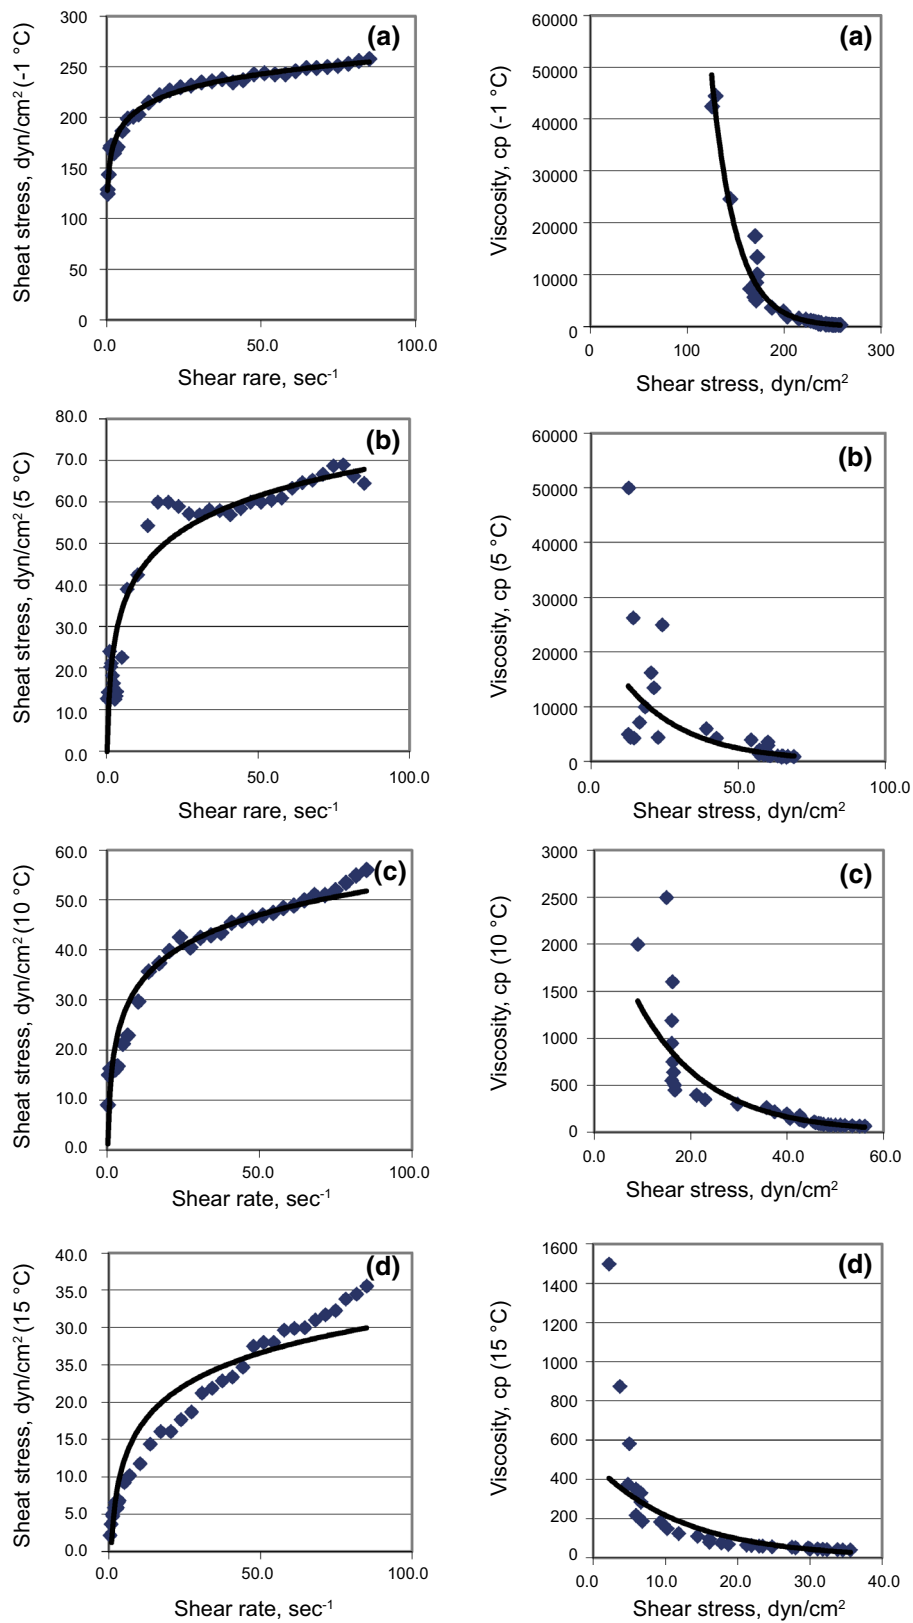 300
250
200
150
100
50
0
Sheat stress, dyn/cm² (-1 °C)
(a)
0.0 50.0 100.0
Shear rare, sec⁻¹
60000
50000
40000
30000
20000
10000
0
Viscosity, cp (-1 °C)
(a)
0 100 200 300
Shear stress, dyn/cm²
80.0
70.0
60.0
50.0
40.0
30.0
20.0
10.0
0.0
Sheat stress, dyn/cm² (5 °C)
(b)
0.0 50.0 100.0
Shear rare, sec⁻¹
60000
50000
40000
30000
20000
10000
0
Viscosity, cp (5 °C)
(b)
0.0 50.0 100.0
Shear stress, dyn/cm²
60.0
50.0
40.0
30.0
20.0
10.0
0.0
Sheat stress, dyn/cm² (10 °C)
(c)
0.0 50.0 100.0
Shear rate, sec⁻¹
3000
2500
2000
1500
1000
500
0
Viscosity, cp (10 °C)
(c)
0.0 20.0 40.0 60.0
Shear stress, dyn/cm²
40.0
35.0
30.0
25.0
20.0
15.0
10.0
5.0
0.0
Sheat stress, dyn/cm² (15 °C)
(d)
0.0 50.0 100.0
Shear rate, sec⁻¹
1600
1400
1200
1000
800
600
400
200
0
Viscosity, cp (15 °C)
(d)
0.0 10.0 20.0 30.0 40.0
Shear stress, dyn/cm²